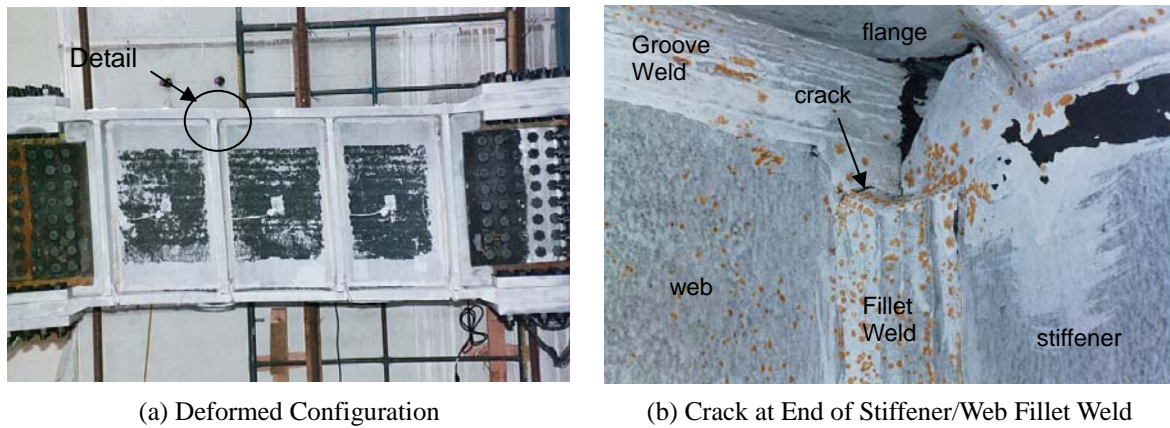 Detail
flange
Groove
Weld
crack
web
Fillet
Weld
stiffener
(a) Deformed Configuration
(b) Crack at End of Stiffener/Web Fillet Weld